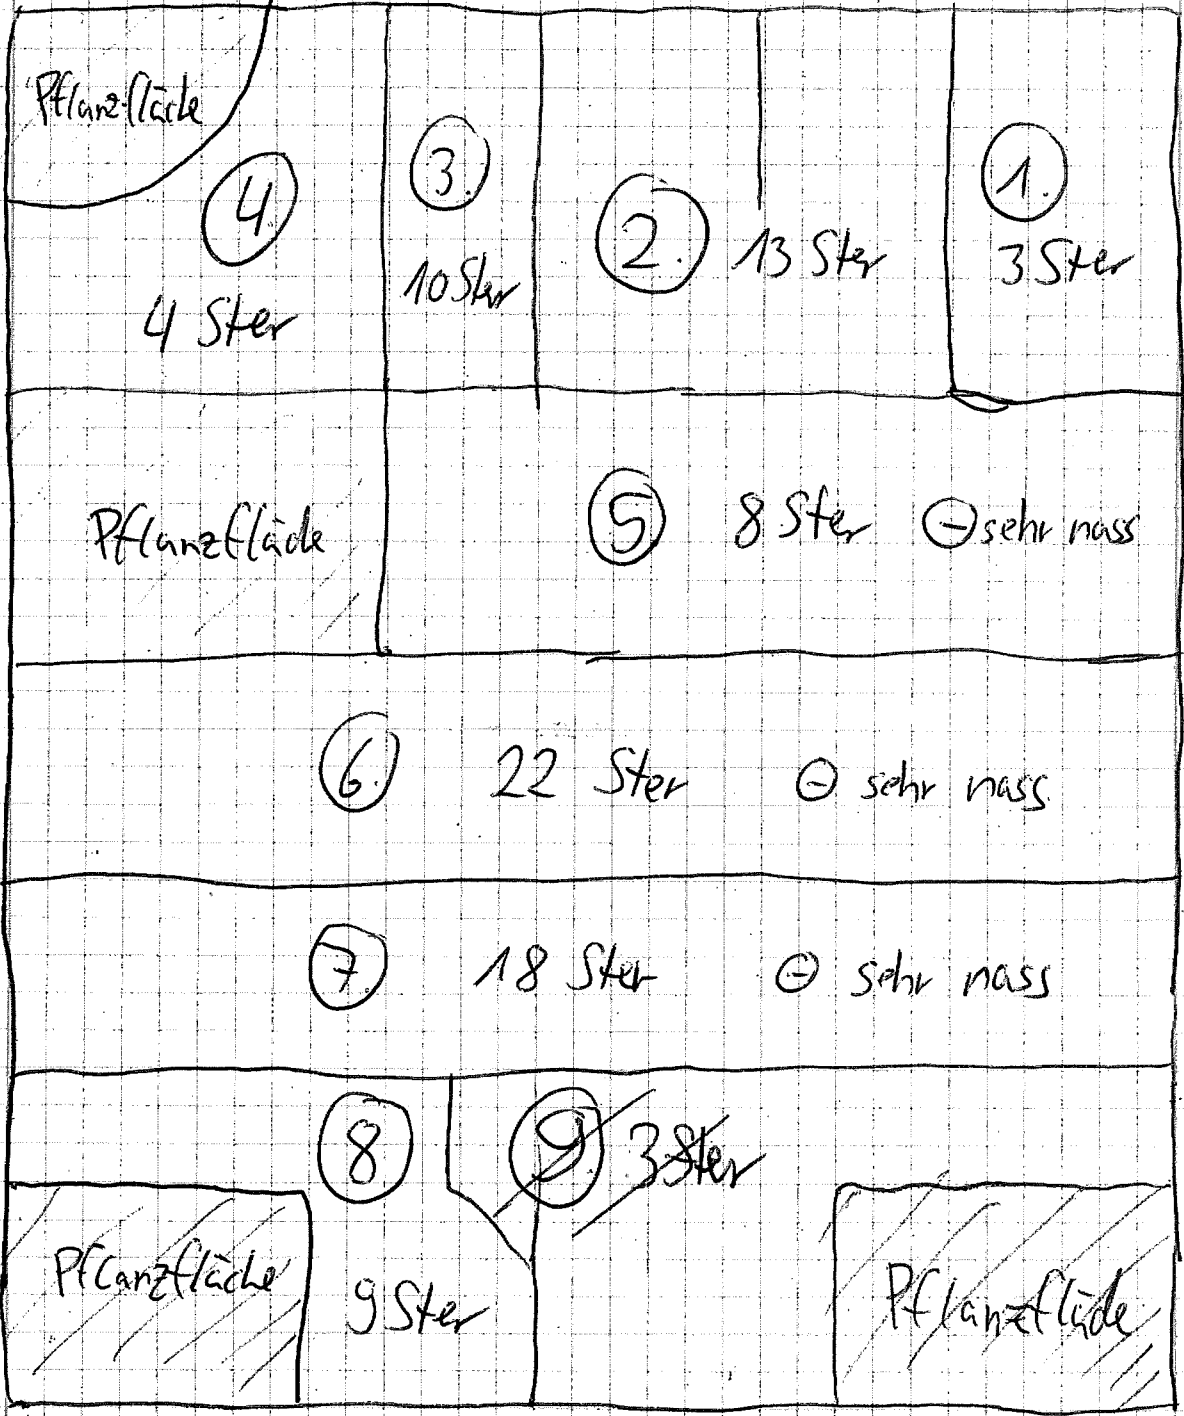 Pflanzfläche
4
4 Ster
3.
10 Ster
2.
13 Ster
1.
3 Ster
Pflanzfläche
5
8 Ster
⊖ sehr nass
6.
22 Ster
⊖ sehr nass
7
18 Ster
⊖ sehr nass
8
9 Ster
9
3 Ster
Pflanzfläche
Pflanzfläche